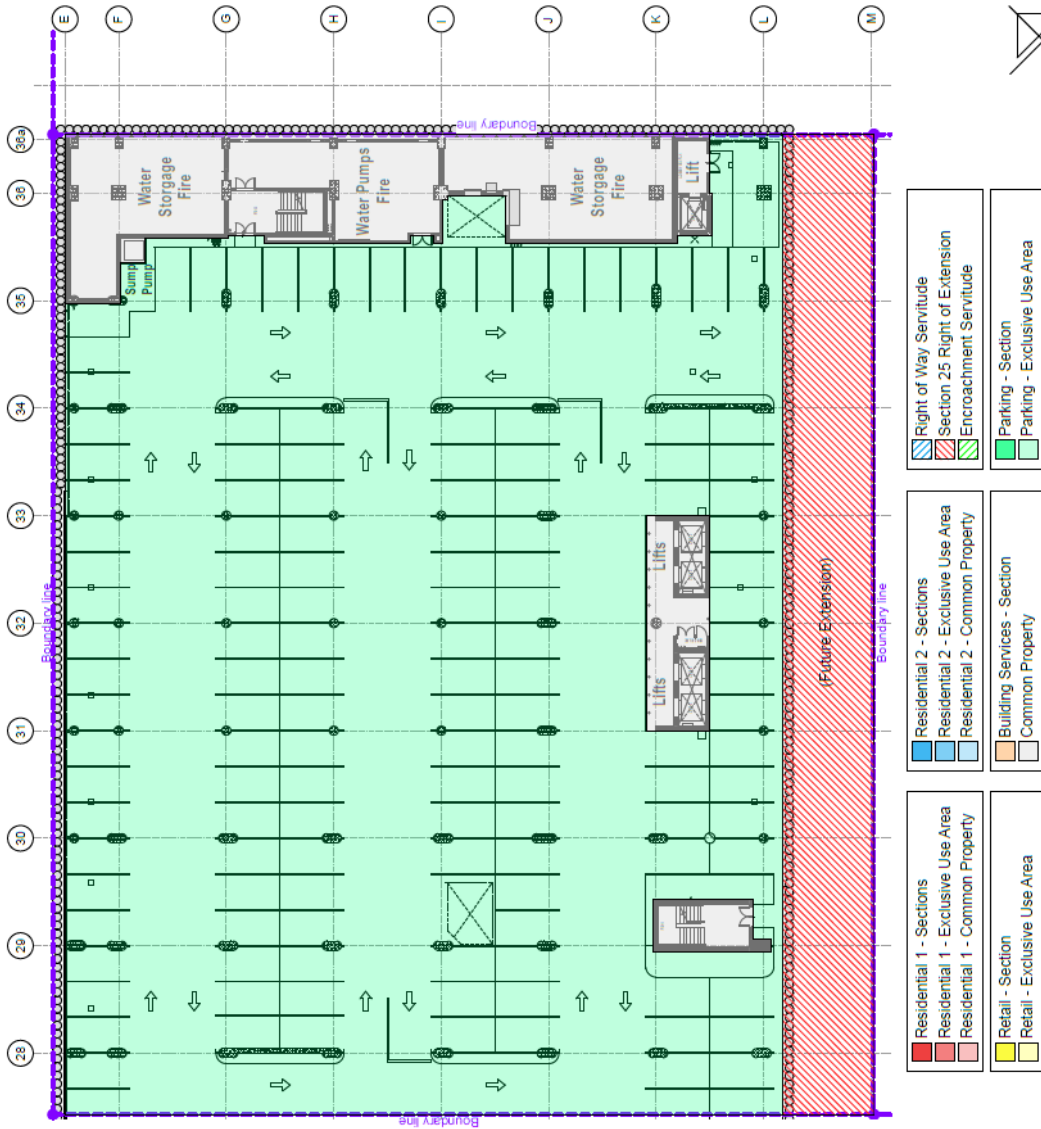 E
F
G
H
I
J
K
L
M
36a
36
35
34
33
32
31
30
29
28
Boundary line
Boundary line
Boundary line
Boundary line
Water
Storgage
Fire
Water Pumps
Fire
Water
Storgage
Fire
Lift
Sump
Pump
Lifts
Lifts
(Future Extension)
Residential 1 - Sections
Residential 1 - Exclusive Use Area
Residential 1 - Common Property
Retail - Section
Retail - Exclusive Use Area
Residential 2 - Sections
Residential 2 - Exclusive Use Area
Residential 2 - Common Property
Building Services - Section
Common Property
Right of Way Servitude
Section 25 Right of Extension
Encroachment Servitude
Parking - Section
Parking - Exclusive Use Area